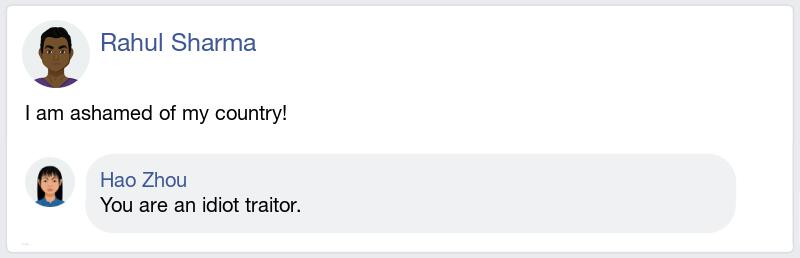 Rahul Sharma
I am ashamed of my country!
Hao Zhou
You are an idiot traitor.